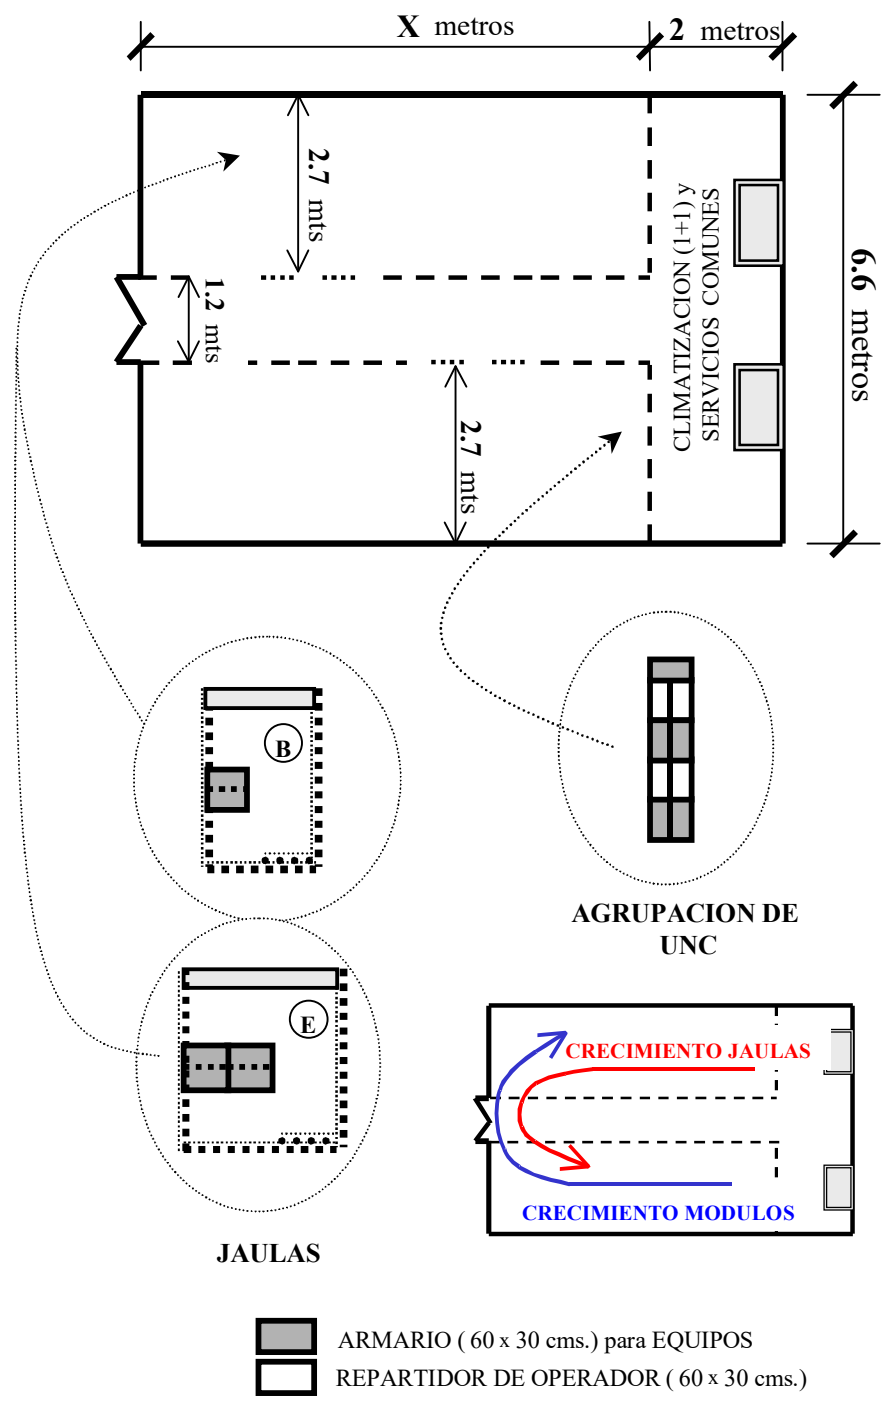 X metros
2 metros
2.7 mts
1.2 mts
2.7 mts
CLIMATIZACION (1+1) y
SERVICIOS COMUNES
6.6 metros
B
AGRUPACION DE
UNC
E
JAULAS
CRECIMIENTO JAULAS
CRECIMIENTO MODULOS
ARMARIO ( 60 x 30 cms.) para EQUIPOS
REPARTIDOR DE OPERADOR ( 60 x 30 cms.)